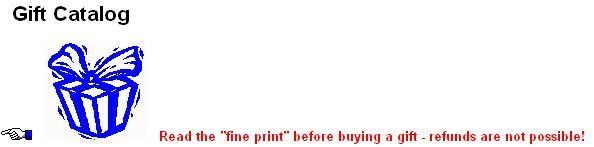 Gift Catalog
Read the "fine print" before buying a gift - refunds are not possible!